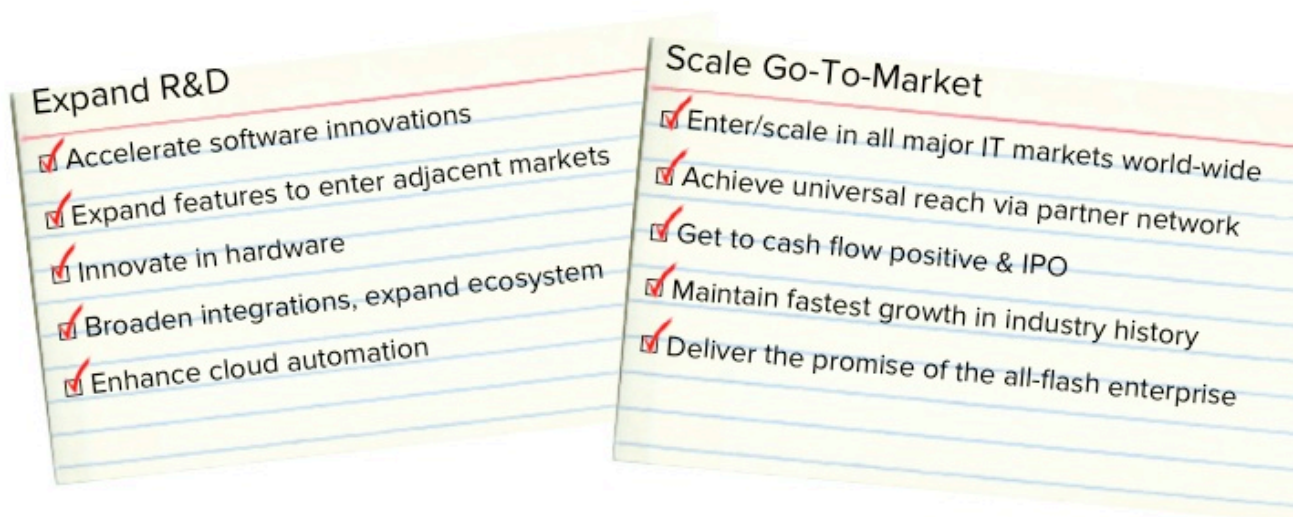 Expand R&D
Accelerate software innovations
Expand features to enter adjacent markets
Innovate in hardware
Broaden integrations, expand ecosystem
Enhance cloud automation
Scale Go-To-Market
Enter/scale in all major IT markets world-wide
Achieve universal reach via partner network
Get to cash flow positive & IPO
Maintain fastest growth in industry history
Deliver the promise of the all-flash enterprise